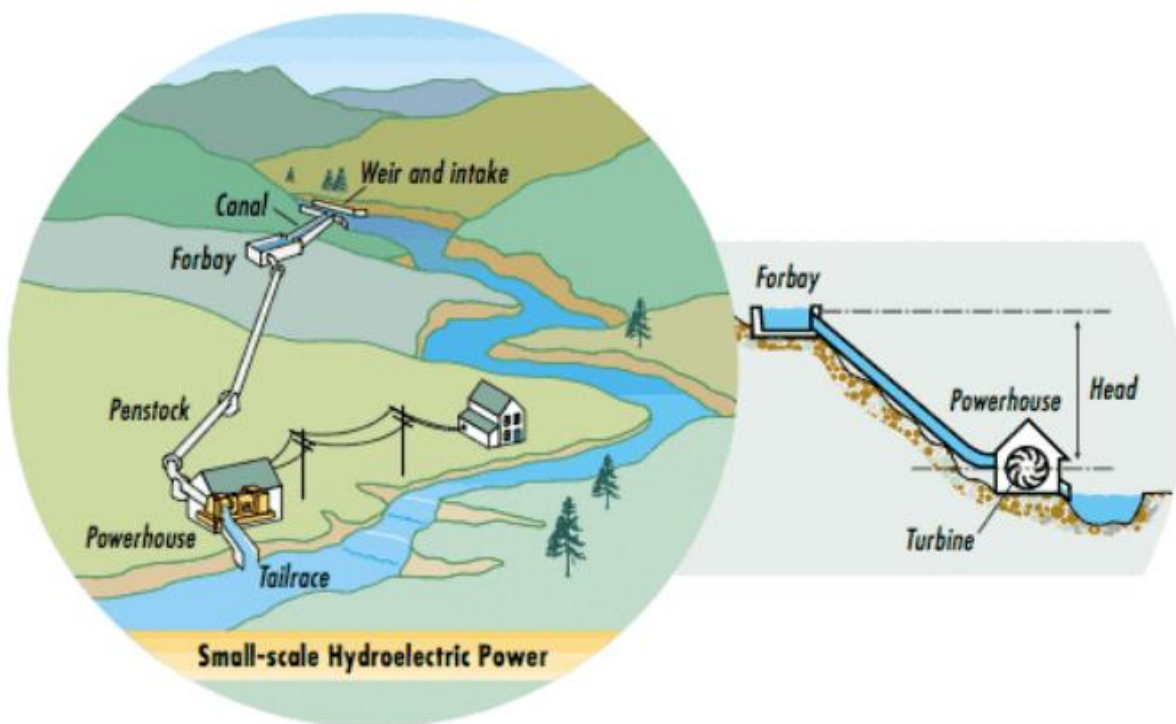 Weir and intake
Canal
Forbay
Penstock
Powerhouse
Tailrace
Small-scale Hydroelectric Power
Forbay
Powerhouse
Head
Turbine